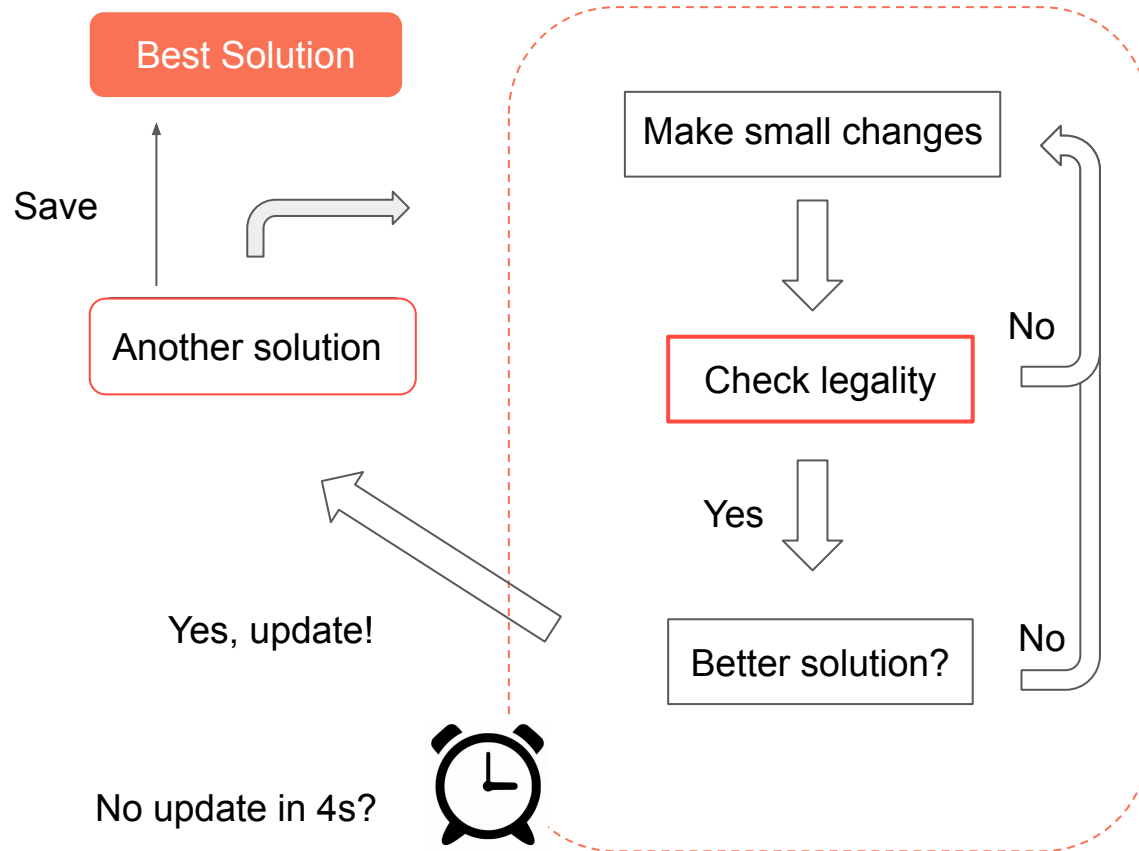 Best Solution
Save
Another solution
Make small changes
Check legality
No
Yes
Better solution?
No
Yes, update!
No update in 4s?